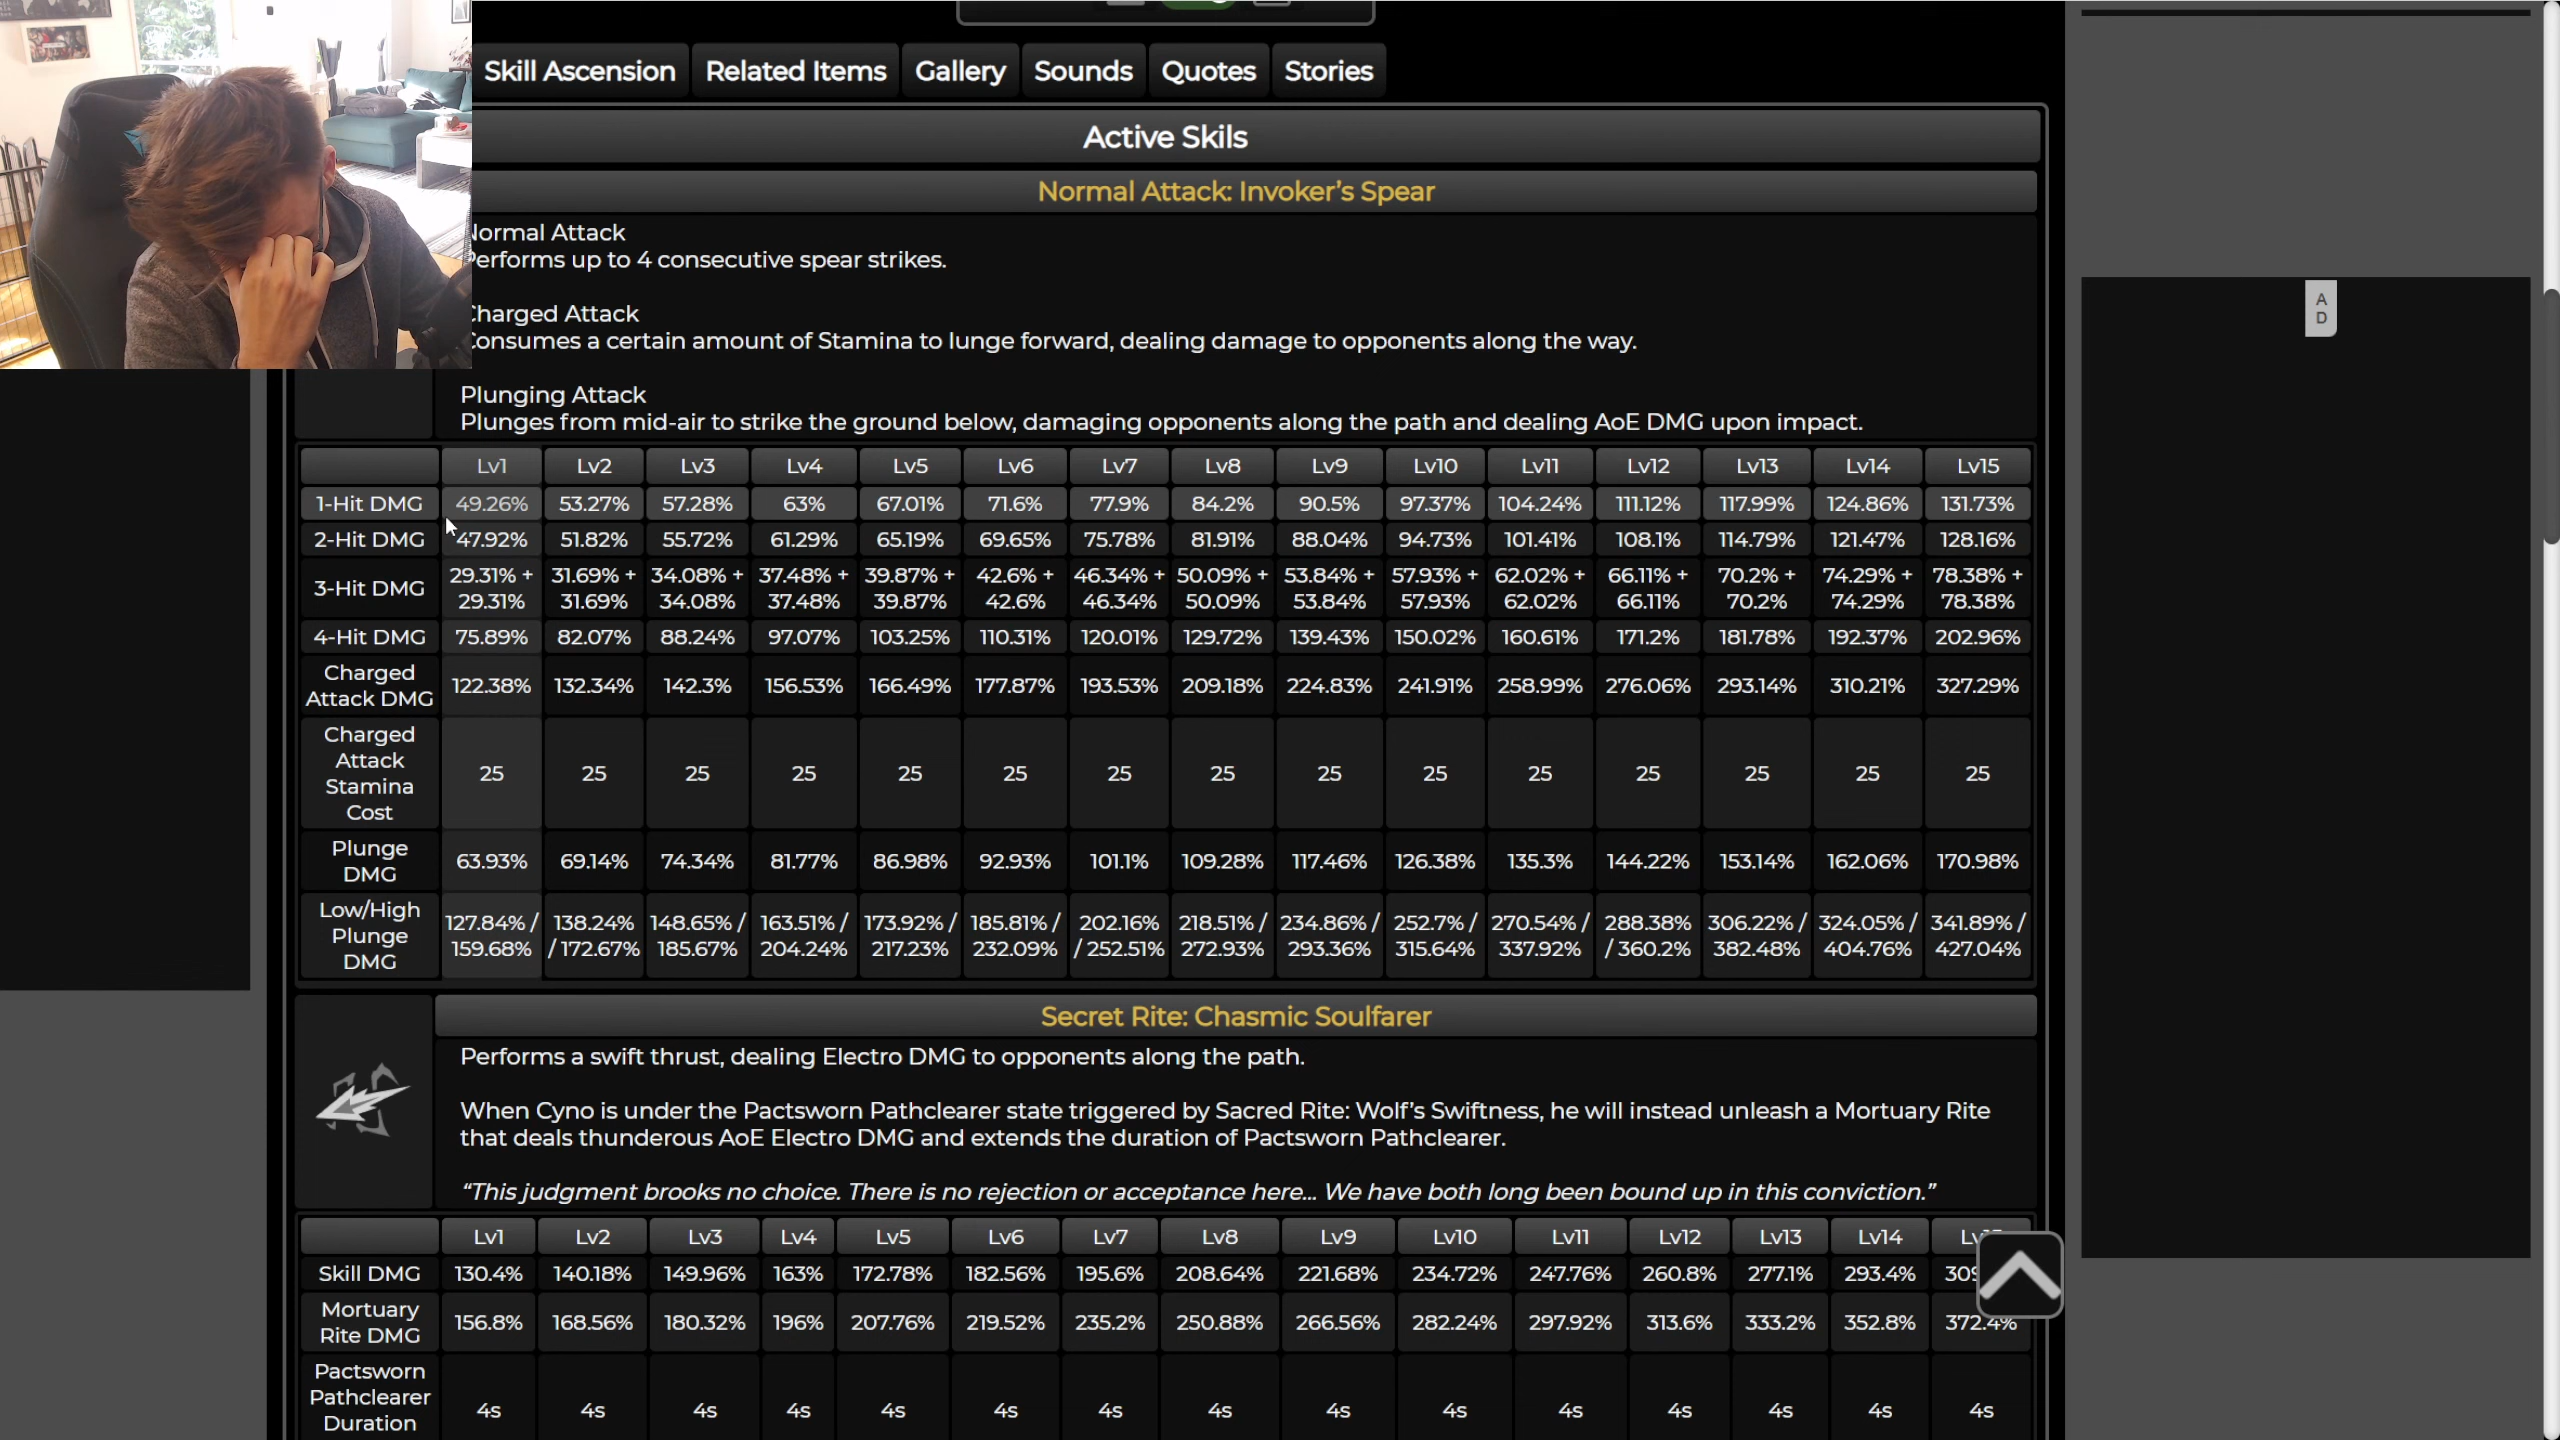 Skill Ascension Related Items Gallery Sounds Quotes Stories
Active Skils
Normal Attack: Invoker's Spear
Normal Attack
Performs up to 4 consecutive spear strikes.
Charged Attack
Consumes a certain amount of Stamina to lunge forward, dealing damage to opponents along the way.
Plunging Attack
Plunges from mid-air to strike the ground below, damaging opponents along the path and dealing AoE DMG upon impact.
Lv1 Lv2 Lv3 Lv4 Lv5 Lv6 Lv7 Lv8 Lv9 Lv10 Lv11 Lv12 Lv13 Lv14 Lv15
1-Hit DMG 49.26% 53.27% 57.28% 63% 67.01% 71.6% 77.9% 84.2% 90.5% 97.37% 104.24% 111.12% 117.99% 124.86% 131.73%
2-Hit DMG 47.92% 51.82% 55.72% 61.29% 65.19% 69.65% 75.78% 81.91% 88.04% 94.73% 101.41% 108.1% 114.79% 121.47% 128.16%
29.31% + 31.69% + 34.08% + 37.48% + 39.87% + 42.6% + 46.34% + 50.09% + 53.84% + 57.93% + 62.02% + 66.11% + 70.2% + 74.29% + 78.38% +
3-Hit DMG
29.31% 31.69% 34.08% 37.48% 39.87% 42.6% 46.34% 50.09% 53.84% 57.93% 62.02% 66.11% 70.2% 74.29% 78.38%
4-Hit DMG 75.89% 82.07% 88.24% 97.07% 103.25% 110.31% 120.01% 129.72% 139.43% 150.02% 160.61% 171.2% 181.78% 192.37% 202.96%
Charged
Attack DMG 122.38% 132.34% 142.3% 156.53% 166.49% 177.87% 193.53% 209.18% 224.83% 241.91% 258.99% 276.06% 293.14% 310.21% 327.29%
Charged
Attack
Stamina
Cost 25 25 25 25 25 25 25 25 25 25 25 25 25 25 25
Plunge
DMG 63.93% 69.14% 74.34% 81.77% 86.98% 92.93% 101.1% 109.28% 117.46% 126.38% 135.3% 144.22% 153.14% 162.06% 170.98%
Low/High
Plunge
DMG
127.84% / 138.24% 148.65% / 163.51% / 173.92% / 185.81% / 202.16% 218.51% / 234.86% / 252.7% / 270.54% / 288.38% 306.22% / 324.05% / 341.89% /
159.68% / 172.67% 185.67% 204.24% 217.23% 232.09% / 252.51% 272.93% 293.36% 315.64% 337.92% / 360.2% 382.48% 404.76% 427.04%
Secret Rite: Chasmic Soulfarer
Performs a swift thrust, dealing Electro DMG to opponents along the path.
When Cyno is under the Pactsworn Pathclearer state triggered by Sacred Rite: Wolf's Swiftness, he will instead unleash a Mortuary Rite
that deals thunderous AoE Electro DMG and extends the duration of Pactsworn Pathclearer.
“This judgment brooks no choice. There is no rejection or acceptance here... We have both long been bound up in this conviction.”
Lv1 Lv2 Lv3 Lv4 Lv5 Lv6 Lv7 Lv8 Lv9 Lv10 Lv11 Lv12 Lv13 Lv14
Skill DMG 130.4% 140.18% 149.96% 163% 172.78% 182.56% 195.6% 208.64% 221.68% 234.72% 247.76% 260.8% 277.1% 293.4%
Mortuary
Rite DMG 156.8% 168.56% 180.32% 196% 207.76% 219.52% 235.2% 250.88% 266.56% 282.24% 297.92% 313.6% 333.2% 352.8% 372.4%
Pactsworn
Pathclearer
Duration
4s 4s 4s 4s 4s 4s 4s 4s 4s 4s 4s 4s 4s 4s 4s
A
D